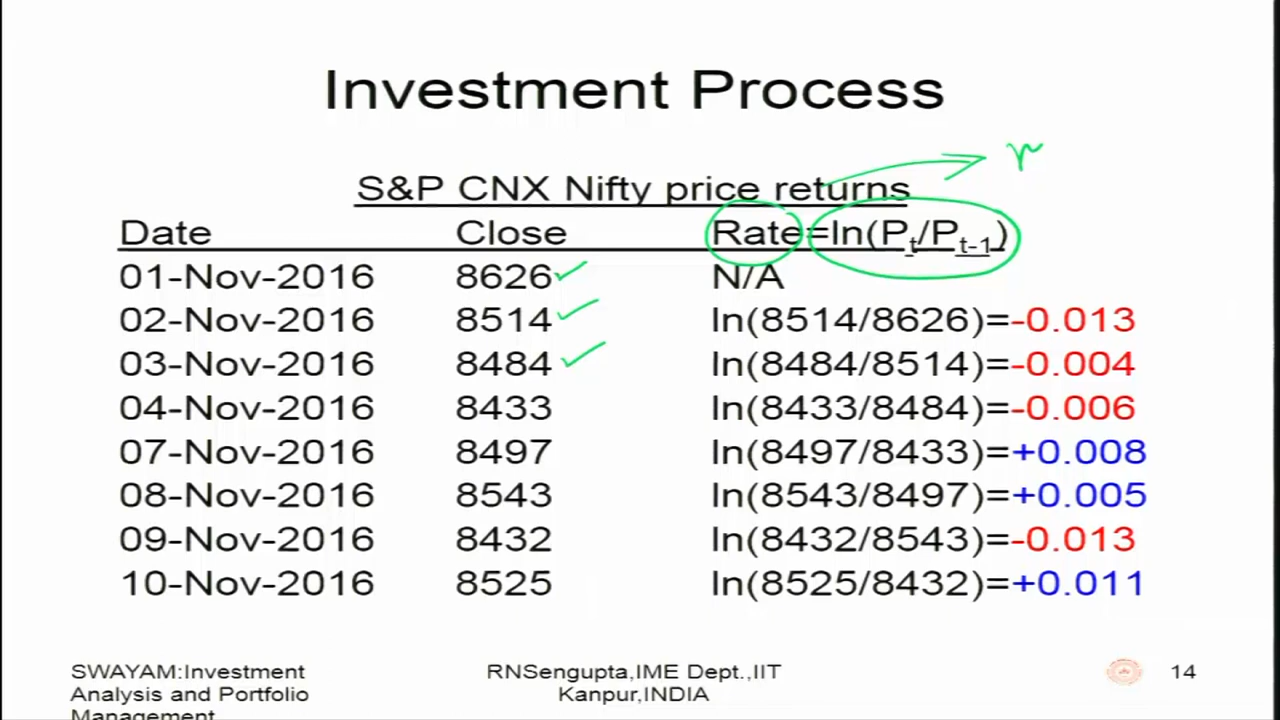 Investment Process
r
S&P CNX Nifty price returns
Date Close Rate=ln(Pt/Pt-1)
01-Nov-2016 8626 N/A
02-Nov-2016 8514 ln(8514/8626)=-0.013
03-Nov-2016 8484 ln(8484/8514)=-0.004
04-Nov-2016 8433 ln(8433/8484)=-0.006
07-Nov-2016 8497 ln(8497/8433)=+0.008
08-Nov-2016 8543 ln(8543/8497)=+0.005
09-Nov-2016 8432 ln(8432/8543)=-0.013
10-Nov-2016 8525 ln(8525/8432)=+0.011
SWAYAM:Investment
Analysis and Portfolio
Management
RNSengupta,IME Dept.,IIT
Kanpur,INDIA
14